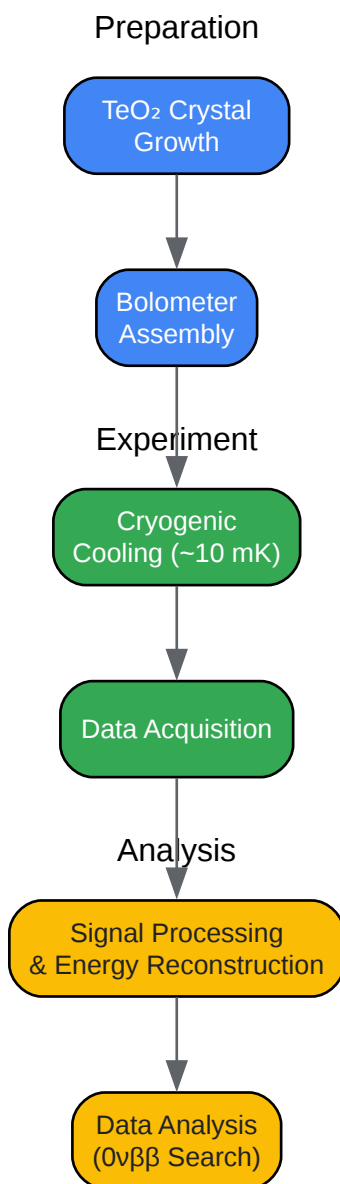 Preparation
TeO₂ Crystal
Growth
Bolometer
Assembly
Experiment
Cryogenic
Cooling (~10 mK)
Data Acquisition
Analysis
Signal Processing
& Energy Reconstruction
Data Analysis
(0νββ Search)